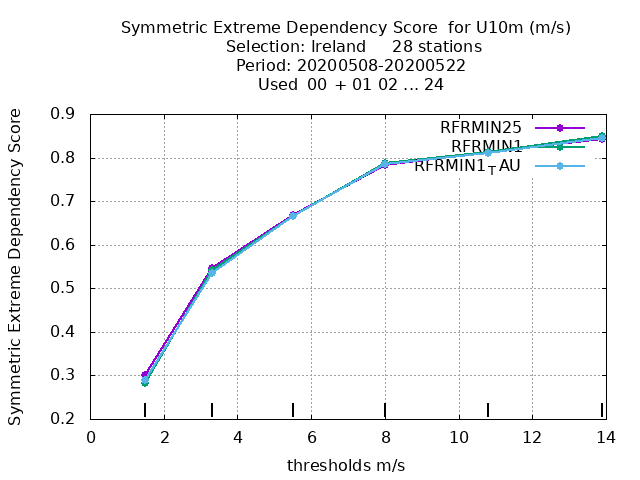 Symmetric Extreme Dependency Score for U10m (m/s)
Selection: Ireland 28 stations
Period: 20200508-20200522
Used 00 + 01 02 ... 24
Symmetric Extreme Dependency Score
0.9
0.8
0.7
0.6
0.5
0.4
0.3
0.2
RFRMIN25
RFRMIN1
RFRMIN1TAU
0 2 4 6 8 10 12 14
thresholds m/s